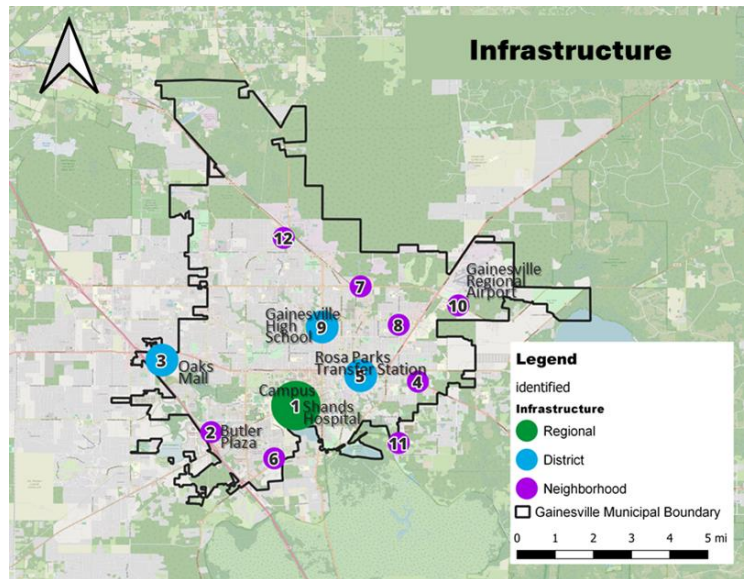 Infrastructure
12
Gainesville
Regional
Airport
7
10
Gainesville
High
School
9
8
Rosa Parks
Transfer Station
3
Oaks
Mall
5
4
Campus
1
Shands
Hospital
2
Butler
Plaza
11
6
Legend
identified
Infrastructure
Regional
District
Neighborhood
Gainesville Municipal Boundary
0 1 2 3 4 5 mi